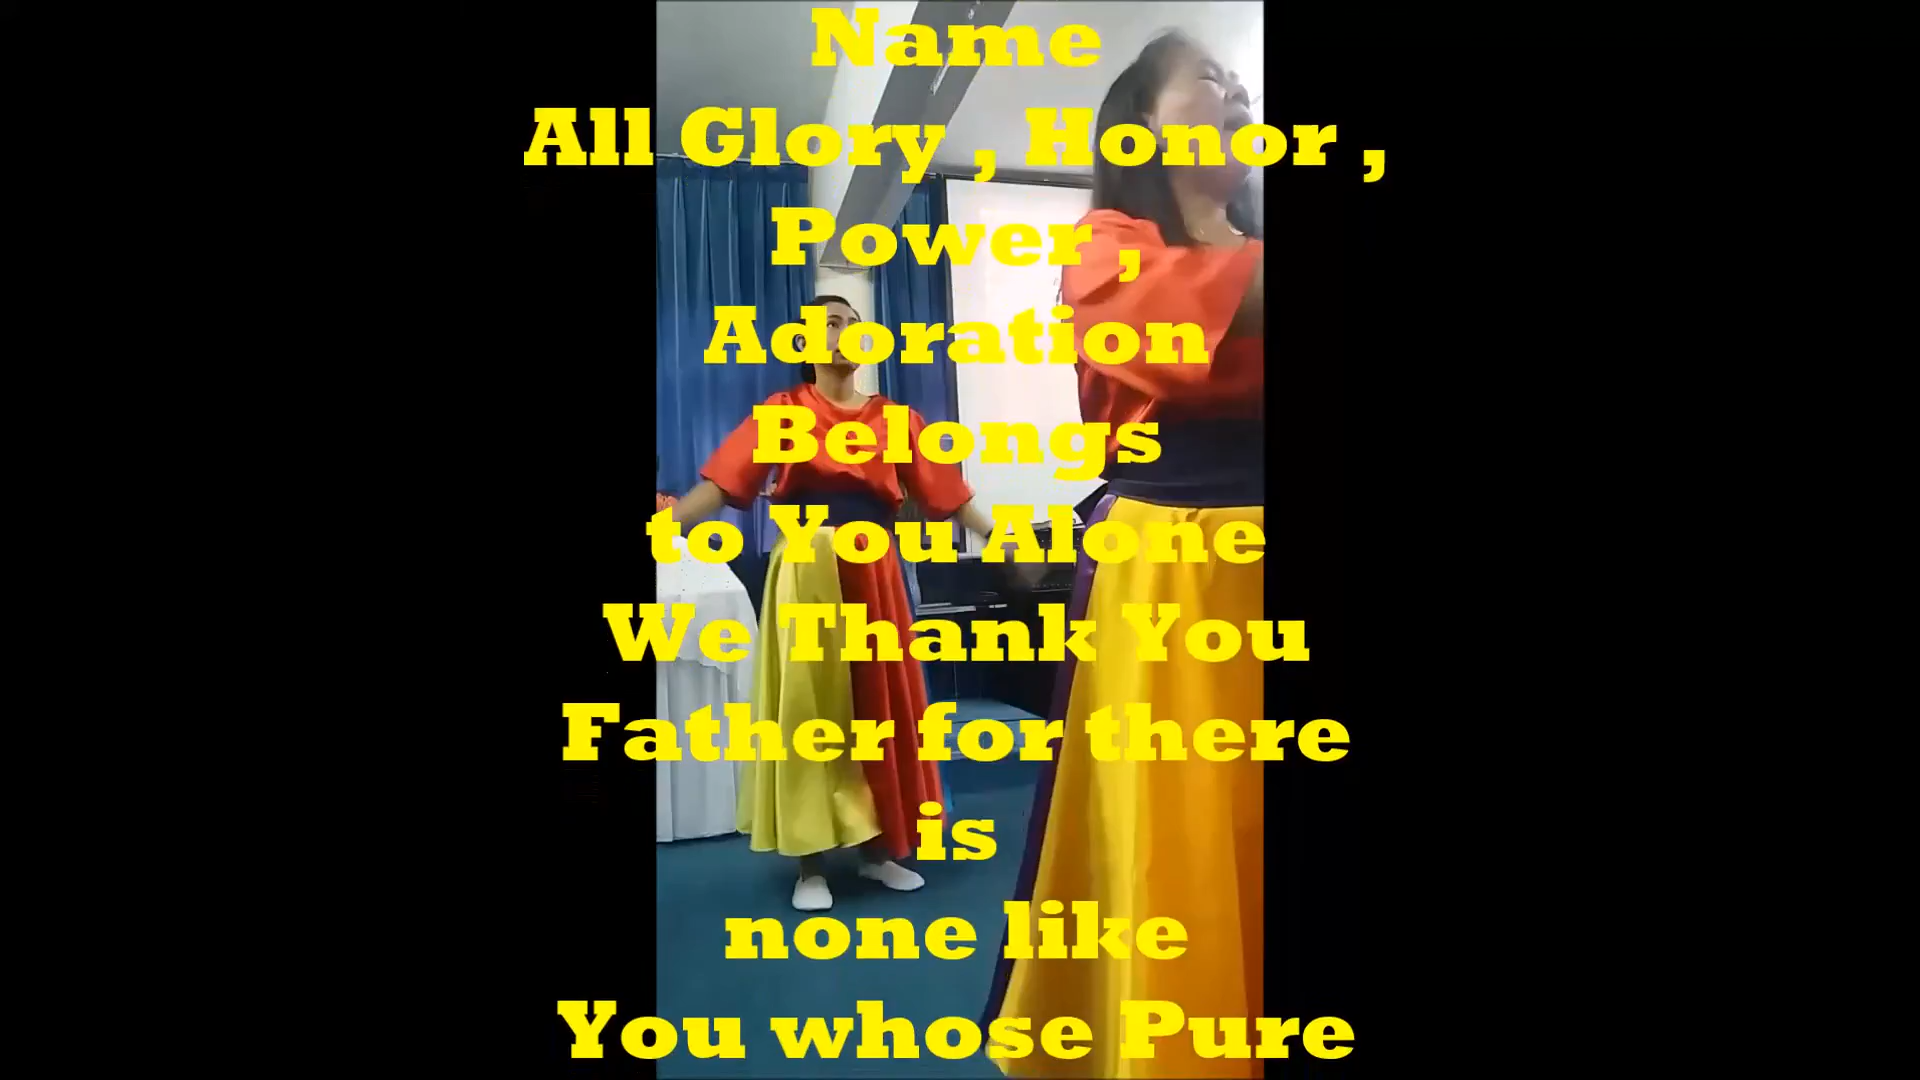 Name
All Glory , Honor ,
Power ,
Adoration
Belongs
to You Alone
We Thank You
Father for there
is
none like
You whose Pure